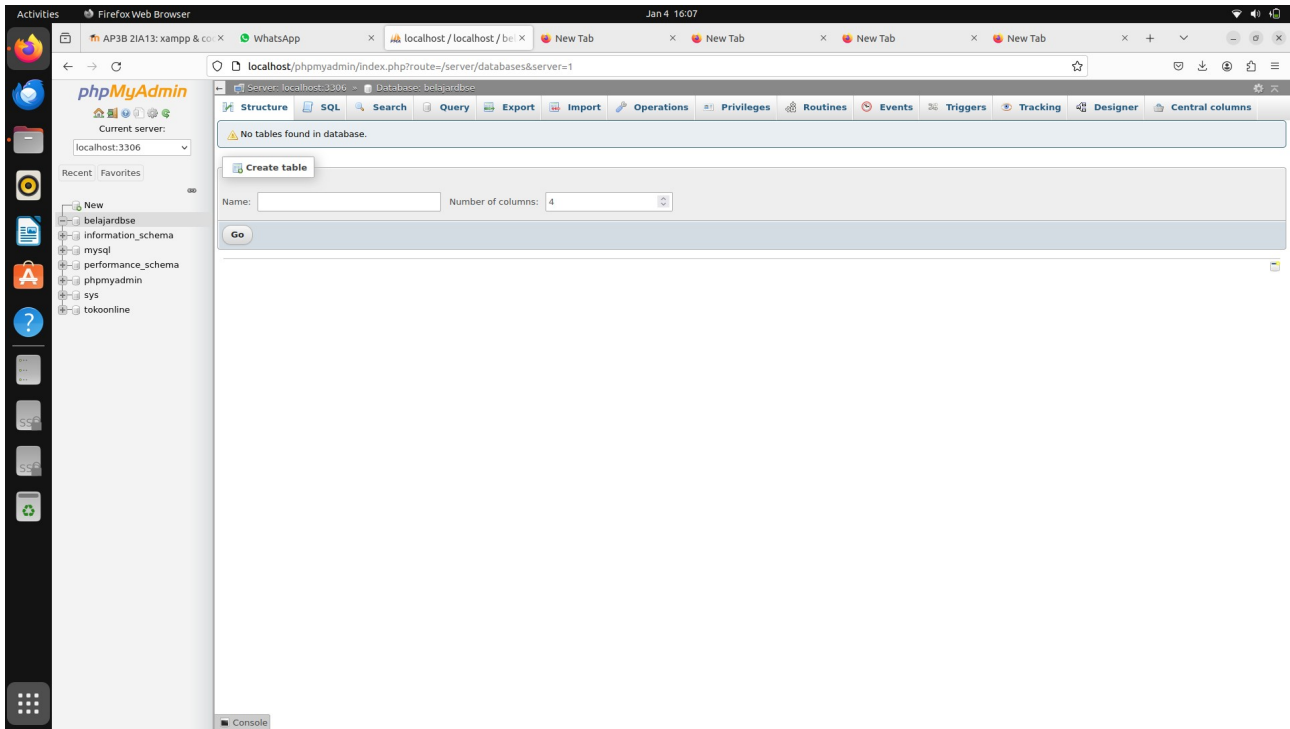 Activities Firefox Web Browser Jan 4 16:07
AP3B 2IA13: xampp & co WhatsApp localhost / localhost / bel New Tab New Tab New Tab New Tab
localhost/phpmyadmin/index.php?route=/server/databases&server=1
phpMyAdmin
Current server:
localhost:3306
Recent Favorites
New
belajardbse
information_schema
mysql
performance_schema
phpmyadmin
sys
tokoonline
Server: localhost:3306 » Database: belajardbse
Structure SQL Search Query Export Import Operations Privileges Routines Events Triggers Tracking Designer Central columns
No tables found in database.
Create table
Name: Number of columns: 4
Go
Console